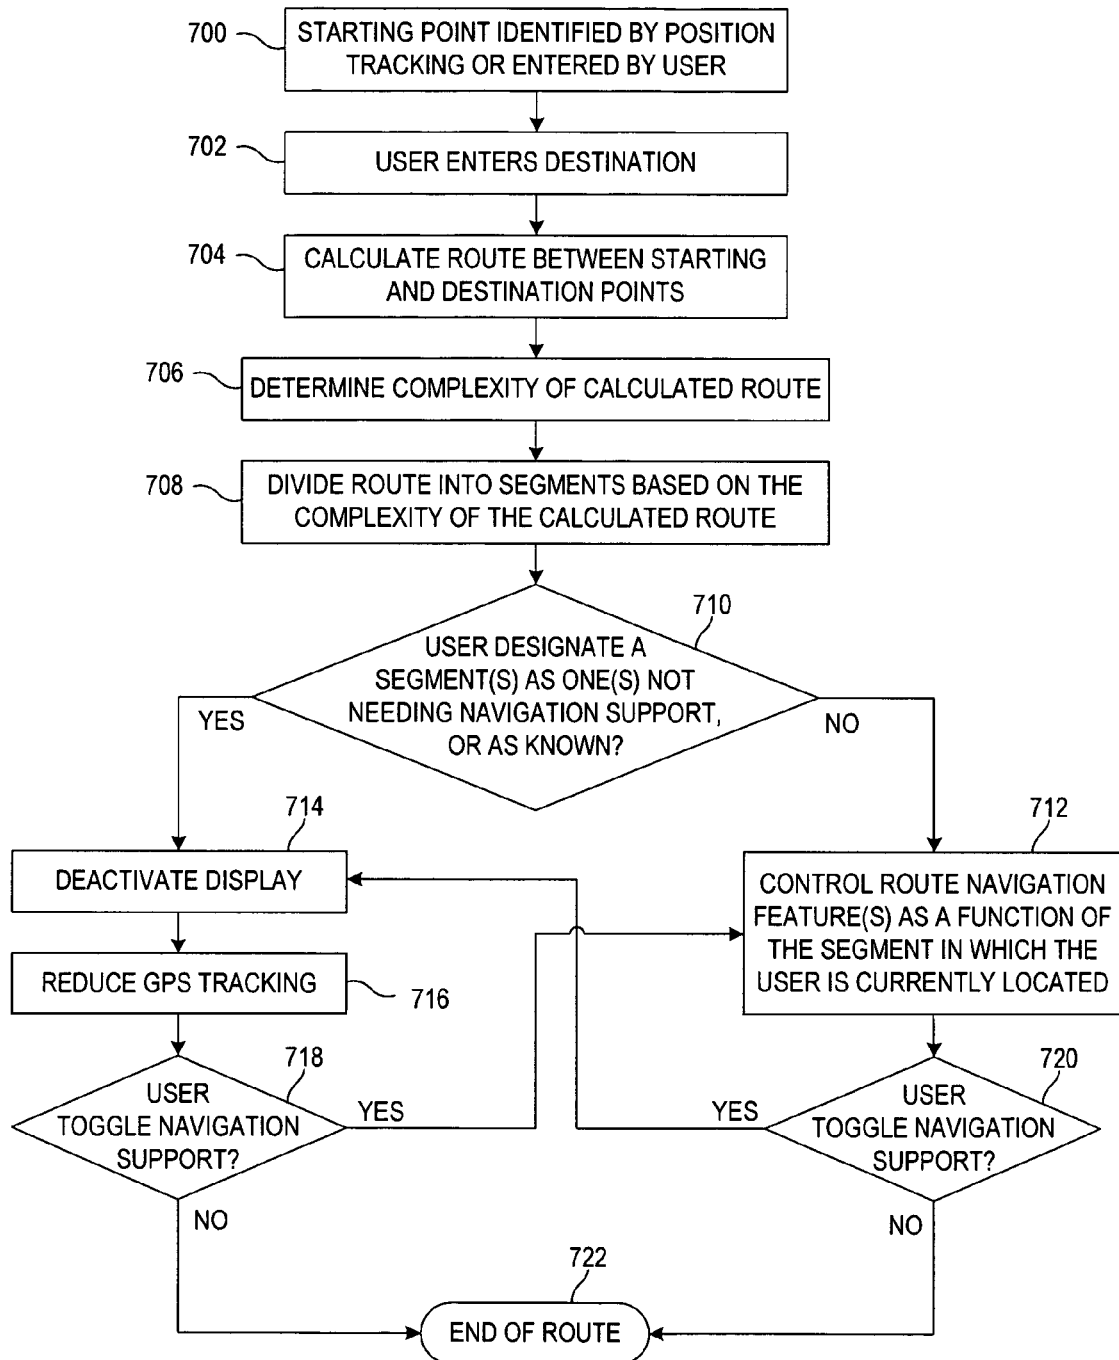 700
STARTING POINT IDENTIFIED BY POSITION
TRACKING OR ENTERED BY USER
702
USER ENTERS DESTINATION
704
CALCULATE ROUTE BETWEEN STARTING
AND DESTINATION POINTS
706
DETERMINE COMPLEXITY OF CALCULATED ROUTE
708
DIVIDE ROUTE INTO SEGMENTS BASED ON THE
COMPLEXITY OF THE CALCULATED ROUTE
710
USER DESIGNATE A
SEGMENT(S) AS ONE(S) NOT
NEEDING NAVIGATION SUPPORT,
OR AS KNOWN?
YES
NO
714
DEACTIVATE DISPLAY
712
CONTROL ROUTE NAVIGATION
FEATURE(S) AS A FUNCTION OF
THE SEGMENT IN WHICH THE
USER IS CURRENTLY LOCATED
REDUCE GPS TRACKING
716
718
USER
TOGGLE NAVIGATION
SUPPORT?
YES
NO
720
USER
TOGGLE NAVIGATION
SUPPORT?
YES
NO
722
END OF ROUTE